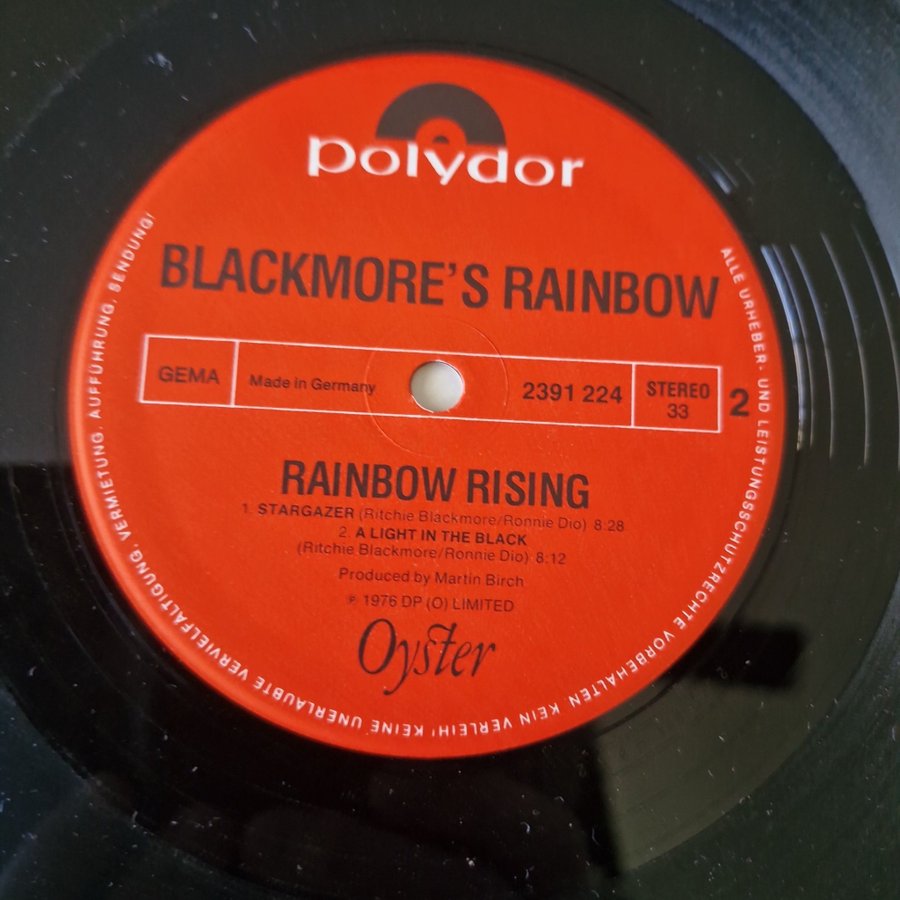 polydor
BLACKMORE'S RAINBOW
GEMA
Made in Germany
2391 224
STEREO
33
2
RAINBOW RISING
1. STARGAZER (Ritchie Blackmore/Ronnie Dio) 8:28
2. A LIGHT IN THE BLACK
(Ritchie Blackmore/Ronnie Dio) 8:12
Produced by Martin Birch
℗ 1976 DP (O) LIMITED
Oyster
ALLE URHEBER- UND LEISTUNGSSCHUTZRECHTE VORBEHALTEN KEIN VERLEIH! KEINE UNERLAUBTE VERVIELFÄLTIGUNG, VERMIETUNG, AUFFÜHRUNG, SENDUNG!